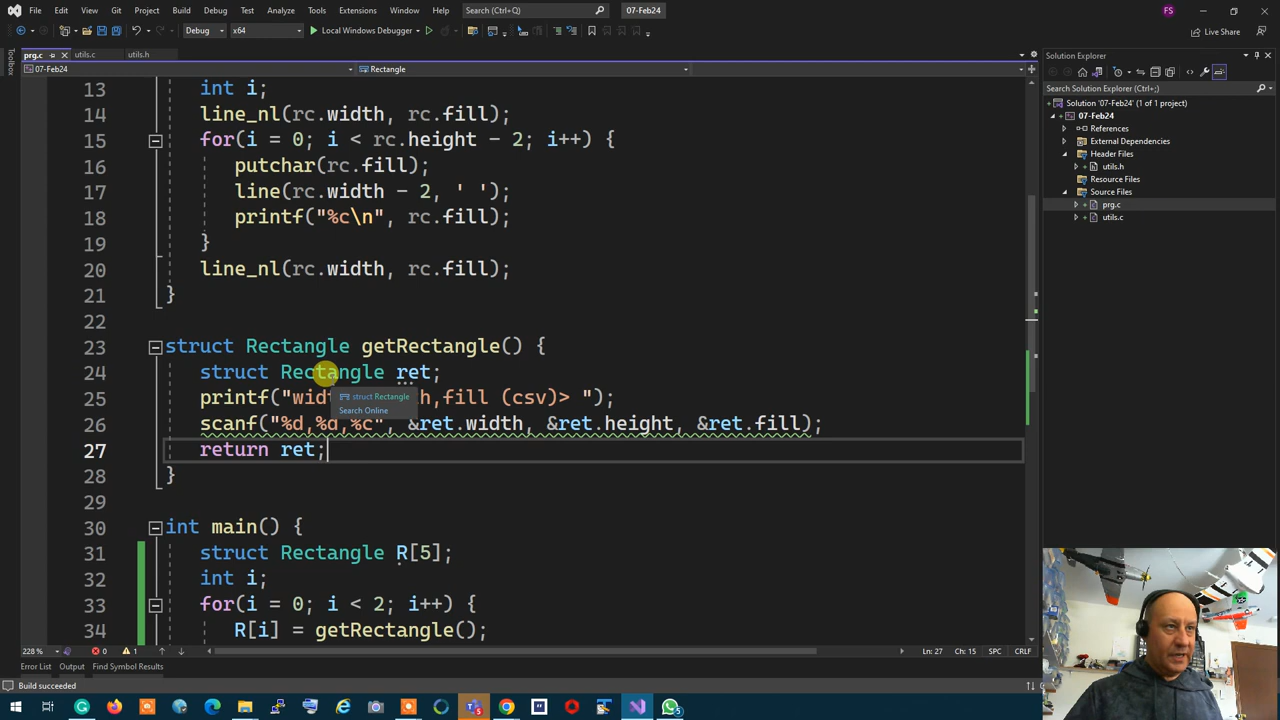 File Edit View Git Project Build Debug Test Analyze Tools Extensions Window Help Search (Ctrl+Q) 07-Feb24 FS
Debug x64 Local Windows Debugger Live Share
prg.c utils.c utils.h
07-Feb24 Rectangle
13 int i;
14 line_nl(rc.width, rc.fill);
15 for(i = 0; i < rc.height - 2; i++) {
16 putchar(rc.fill);
17 line(rc.width - 2, ' ');
18 printf("%c\n", rc.fill);
19 }
20 line_nl(rc.width, rc.fill);
21 }
22
23 struct Rectangle getRectangle() {
24 struct Rectangle ret;
25 printf("widt h,fill (csv)> ");
26 scanf("%d,%d,%c", &ret.width, &ret.height, &ret.fill);
27 return ret;
28 }
29
30 int main() {
31 struct Rectangle R[5];
32 int i;
33 for(i = 0; i < 2; i++) {
34 R[i] = getRectangle();
struct Rectangle
Search Online
228 % 0 1 Ln: 27 Ch: 15 SPC CRLF
Error List Output Find Symbol Results
Build succeeded
Toolbox
Solution Explorer
Search Solution Explorer (Ctrl+;)
Solution '07-Feb24' (1 of 1 project)
07-Feb24
References
External Dependencies
Header Files
utils.h
Resource Files
Source Files
prg.c
utils.c